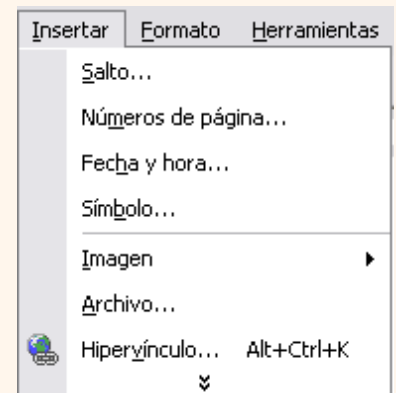 Insertar Formato Herramientas
Salto...
Números de página...
Fecha y hora...
Símbolo...
Imagen
Archivo...
Hipervínculo... Alt+Ctrl+K